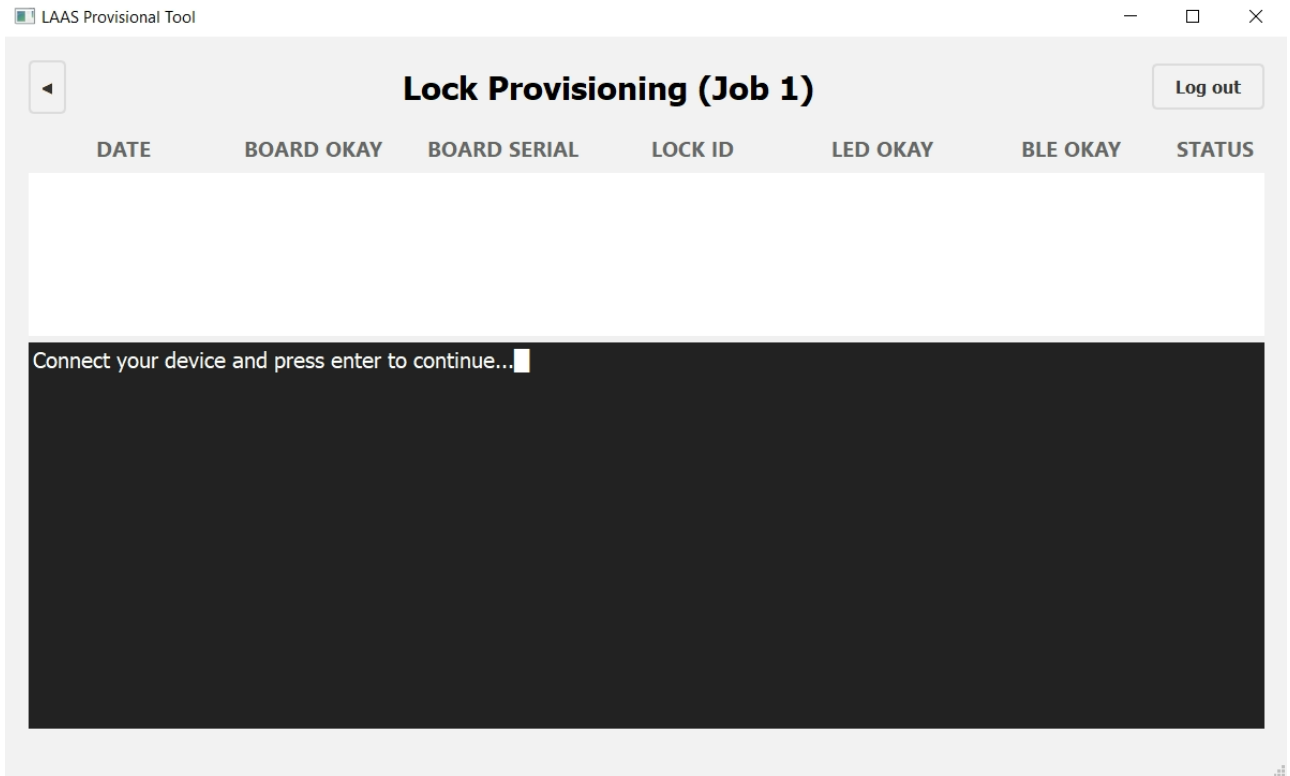 LAAS Provisional Tool
Lock Provisioning (Job 1)
Log out
DATE BOARD OKAY BOARD SERIAL LOCK ID LED OKAY BLE OKAY STATUS
Connect your device and press enter to continue...